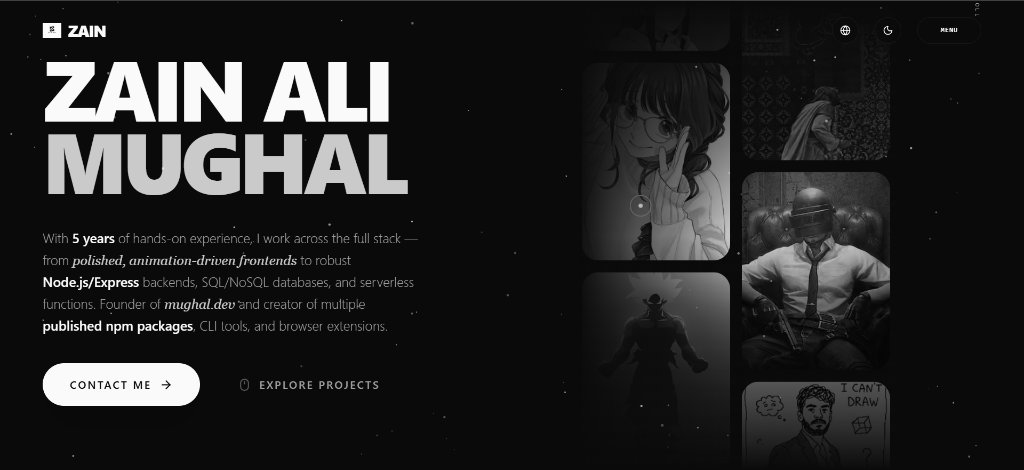 ZAIN
MENU
ZAIN ALI
MUGHAL
With 5 years of hands-on experience, I work across the full stack —
from polished, animation-driven frontends to robust
Node.js/Express backends, SQL/NoSQL databases, and serverless
functions. Founder of mughal.dev and creator of multiple
published npm packages, CLI tools, and browser extensions.
CONTACT ME →
EXPLORE PROJECTS
I CAN'T
DRAW